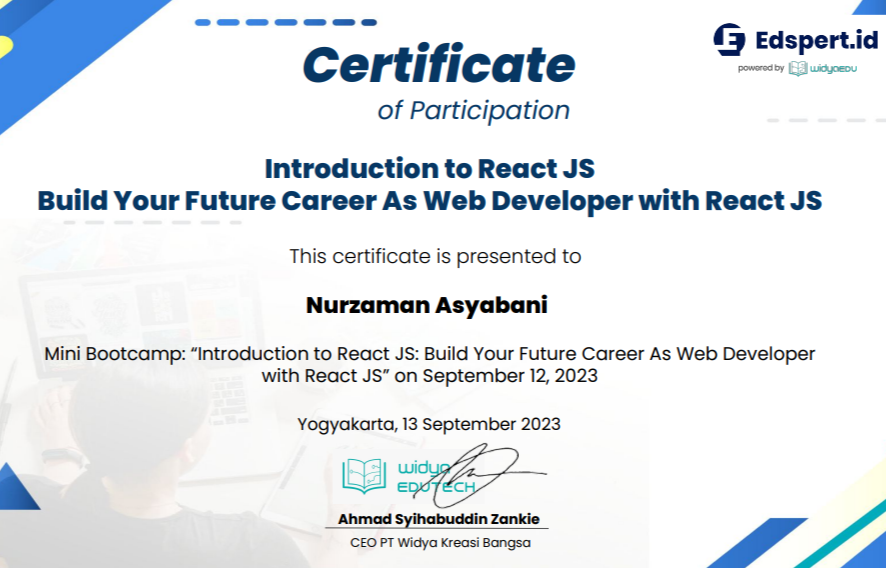 Certificate
of Participation
Edspert.id
powered by widyaEDU
Introduction to React JS
Build Your Future Career As Web Developer with React JS
This certificate is presented to
Nurzaman Asyabani
Mini Bootcamp: “Introduction to React JS: Build Your Future Career As Web Developer
with React JS” on September 12, 2023
Yogyakarta, 13 September 2023
widya
EDUTECH
Ahmad Syihabuddin Zankie
CEO PT Widya Kreasi Bangsa